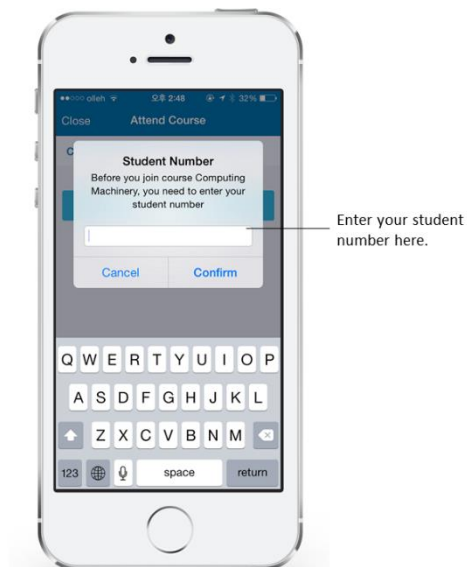 olleh 오후 2:48 32%
Close Attend Course
C
Student Number
Before you join course Computing
Machinery, you need to enter your
student number
Cancel Confirm
Enter your student
number here.
Q W E R T Y U I O P
A S D F G H J K L
Z X C V B N M
123 space return